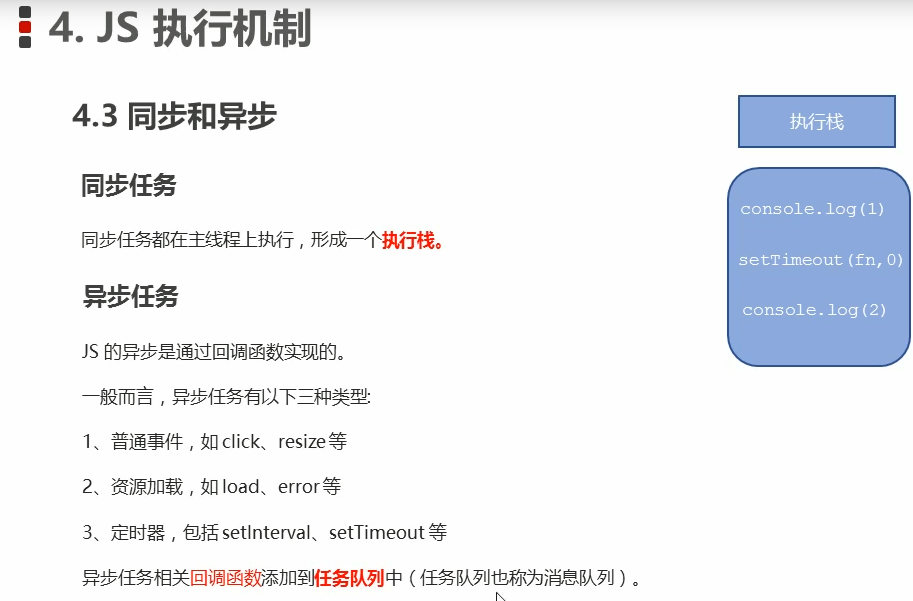 4. JS 执行机制
4.3 同步和异步
同步任务
同步任务都在主线程上执行，形成一个执行栈。
异步任务
JS 的异步是通过回调函数实现的。
一般而言，异步任务有以下三种类型:
1、普通事件，如 click、resize 等
2、资源加载，如 load、error 等
3、定时器，包括 setInterval、setTimeout 等
异步任务相关回调函数添加到任务队列中（任务队列也称为消息队列）。
执行栈
console.log(1)
setTimeout(fn,0)
console.log(2)